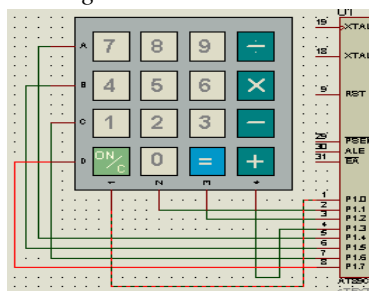 U1
19 XTAL
18 XTAL
9 RST
29 PSEN
30 ALE
31 EA
1 P1.0
2 P1.1
3 P1.2
4 P1.3
5 P1.4
6 P1.5
7 P1.6
8 P1.7
A 7 8 9 ÷
B 4 5 6 ×
C 1 2 3 −
D ON/C 0 = +
1 2 3 4